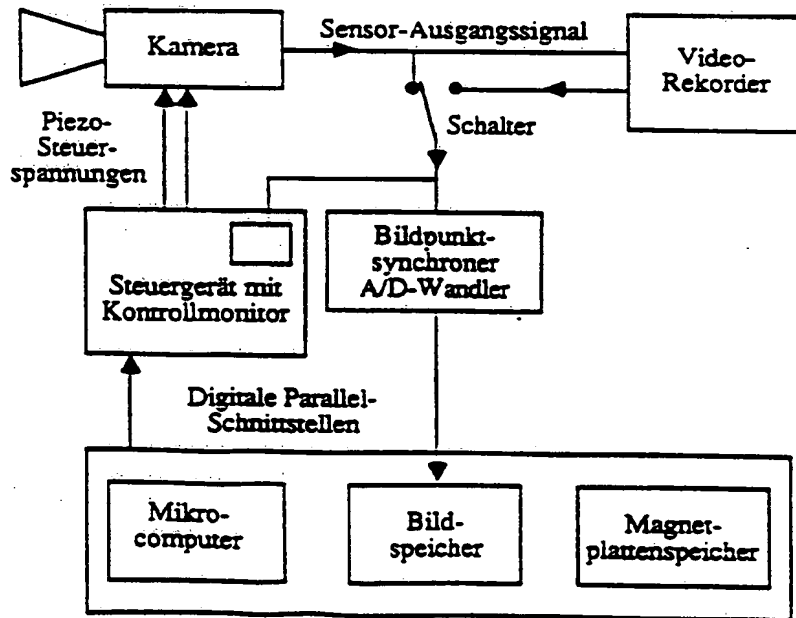 Kamera
Sensor-Ausgangssignal
Video-
Rekorder
Piezo-
Steuer-
spannungen
Schalter
Bildpunkt-
synchroner
A/D-Wandler
Steuergerät mit
Kontrollmonitor
Digitale Parallel-
Schnittstellen
Mikro-
computer
Bild-
speicher
Magnet-
plattenspeicher